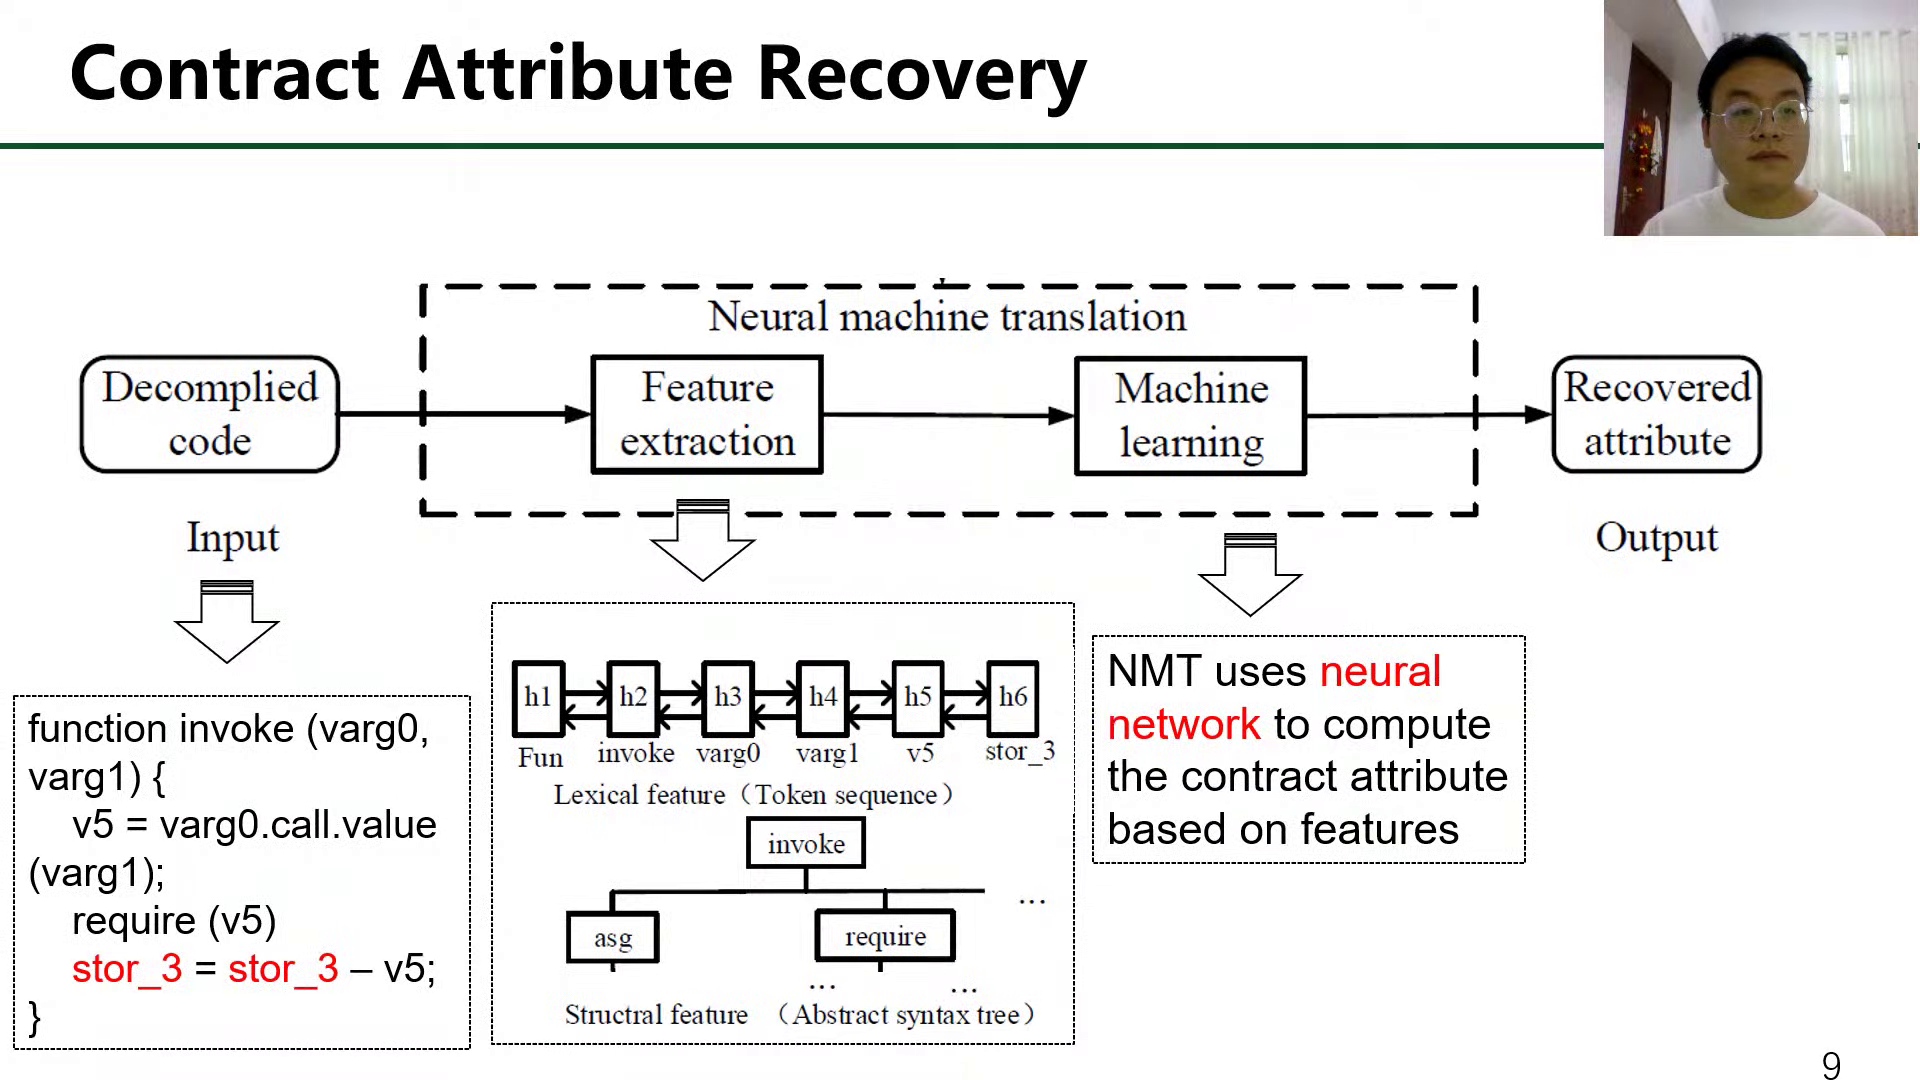 Contract Attribute Recovery
Neural machine translation
Decomplied
code
Feature
extraction
Machine
learning
Recovered
attribute
Input
Output
function invoke (varg0,
varg1) {
v5 = varg0.call.value
(varg1);
require (v5)
stor_3 = stor_3 – v5;
}
h1 h2 h3 h4 h5 h6
Fun invoke varg0 varg1 v5 stor_3
Lexical feature（Token sequence）
invoke
...
asg
require
... ...
Structral feature （Abstract syntax tree）
NMT uses neural
network to compute
the contract attribute
based on features
9